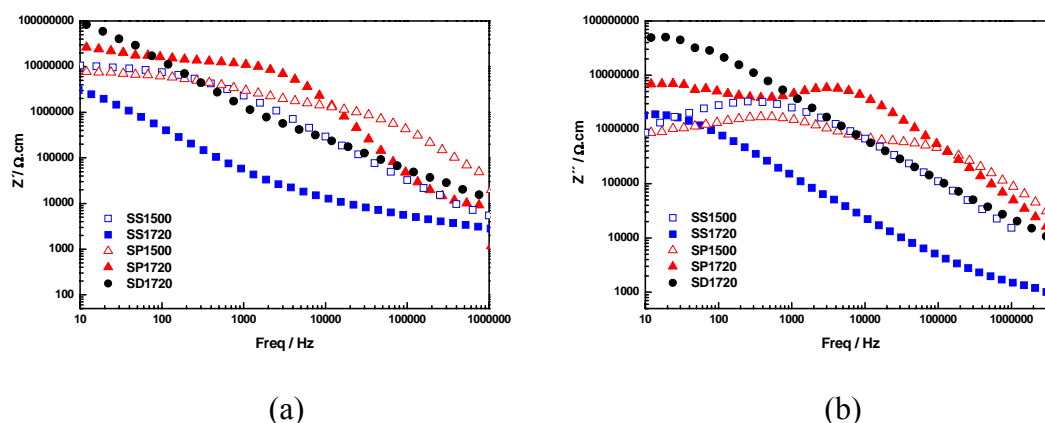 100000000
10000000
1000000
100000
10000
1000
100
Z´/ Ω.cm
SS1500
SS1720
SP1500
SP1720
SD1720
10 100 1000 10000 100000 1000000
Freq / Hz
(a)
100000000
10000000
1000000
100000
10000
1000
Z´´ / Ω.cm
SS1500
SS1720
SP1500
SP1720
SD1720
10 100 1000 10000 100000 1000000
Freq / Hz
(b)